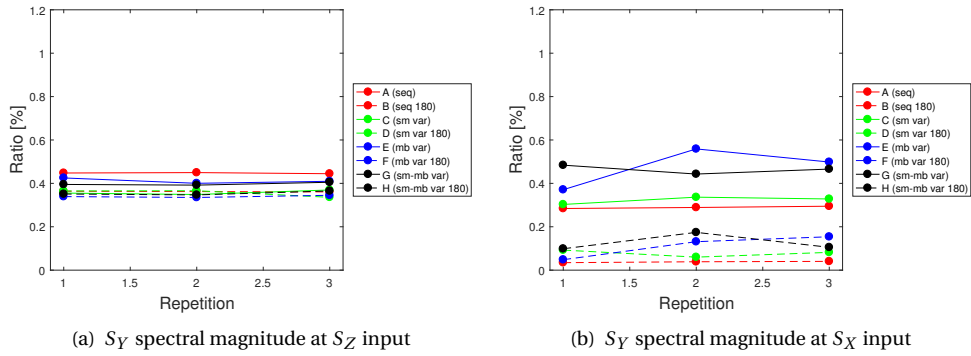 1.2
1
0.8
0.6
0.4
0.2
0
Ratio [%]
1
1.5
2
2.5
3
Repetition
A (seq)
B (seq 180)
C (sm var)
D (sm var 180)
E (mb var)
F (mb var 180)
G (sm-mb var)
H (sm-mb var 180)
(a) S_Y spectral magnitude at S_Z input
1.2
1
0.8
0.6
0.4
0.2
0
Ratio [%]
1
1.5
2
2.5
3
Repetition
A (seq)
B (seq 180)
C (sm var)
D (sm var 180)
E (mb var)
F (mb var 180)
G (sm-mb var)
H (sm-mb var 180)
(b) S_Y spectral magnitude at S_X input